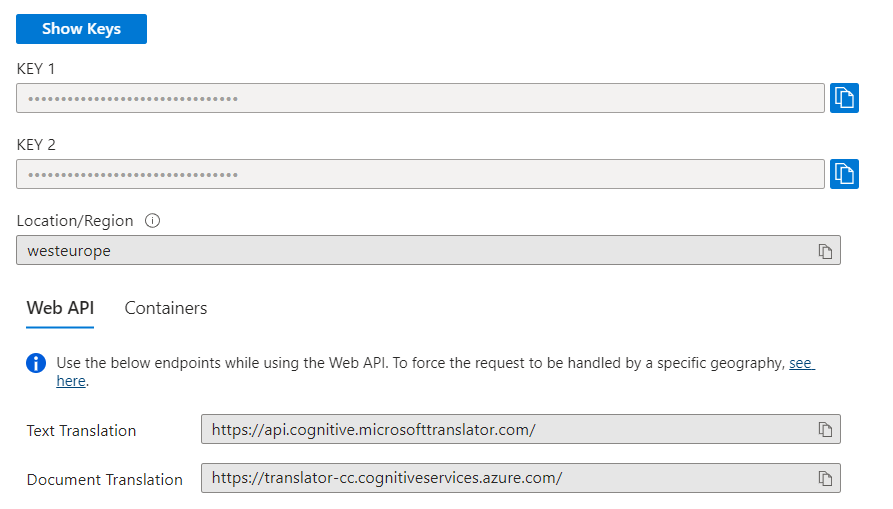 Show Keys
KEY 1
••••••••••••••••••••••••••••••••
KEY 2
••••••••••••••••••••••••••••••••
Location/Region
westeurope
Web API Containers
Use the below endpoints while using the Web API. To force the request to be handled by a specific geography, see
here.
Text Translation https://api.cognitive.microsofttranslator.com/
Document Translation https://translator-cc.cognitiveservices.azure.com/